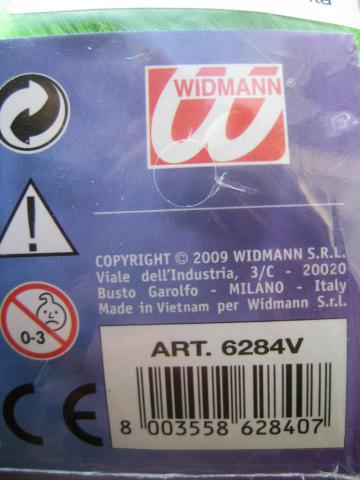 WIDMANN®
COPYRIGHT © 2009 WIDMANN S.R.L.
Viale dell'Industria, 3/C - 20020
Busto Garolfo - MILANO - Italy
Made in Vietnam per Widmann S.r.l.
0-3
ART. 6284V
CE
8 003558 628407